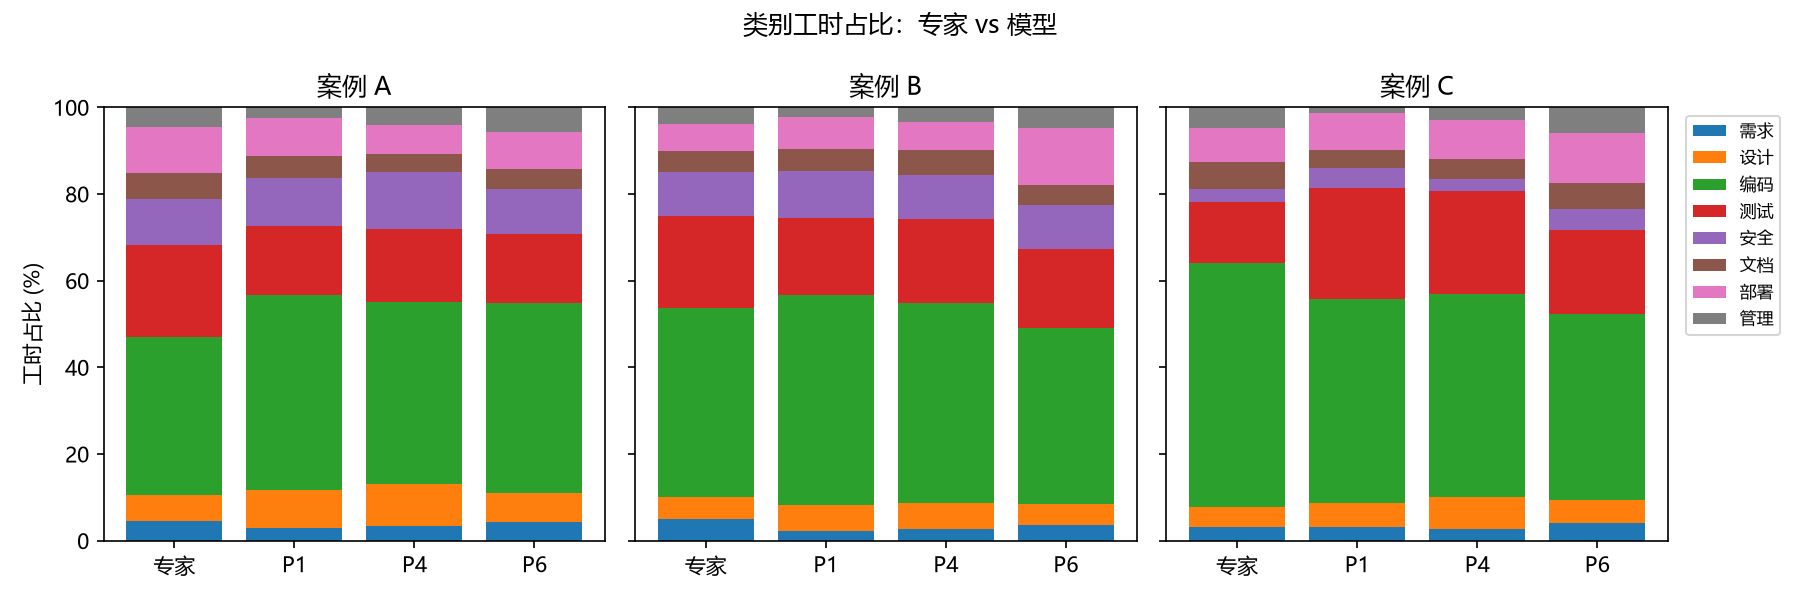 类别工时占比：专家 vs 模型
案例 A
案例 B
案例 C
工时占比 (%)
100
80
60
40
20
0
专家 P1 P4 P6
专家 P1 P4 P6
专家 P1 P4 P6
需求
设计
编码
测试
安全
文档
部署
管理